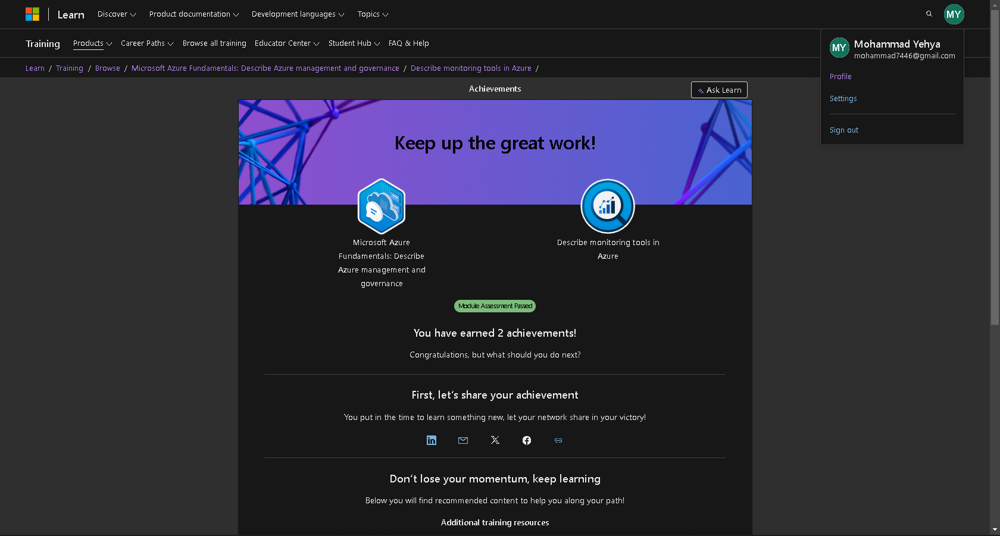 Learn Discover Product documentation Development languages Topics MY
Training Products Career Paths Browse all training Educator Center Student Hub FAQ & Help
MY Mohammad Yehya
mohammad7446@gmail.com
Profile
Settings
Sign out
Learn / Training / Browse / Microsoft Azure Fundamentals: Describe Azure management and governance / Describe monitoring tools in Azure /
Achievements
Ask Learn
Keep up the great work!
Microsoft Azure
Fundamentals: Describe
Azure management and
governance
Describe monitoring tools in
Azure
Module Assessment Passed
You have earned 2 achievements!
Congratulations, but what should you do next?
First, let’s share your achievement
You put in the time to learn something new, let your network share in your victory!
Don’t lose your momentum, keep learning
Below you will find recommended content to help you along your path!
Additional training resources